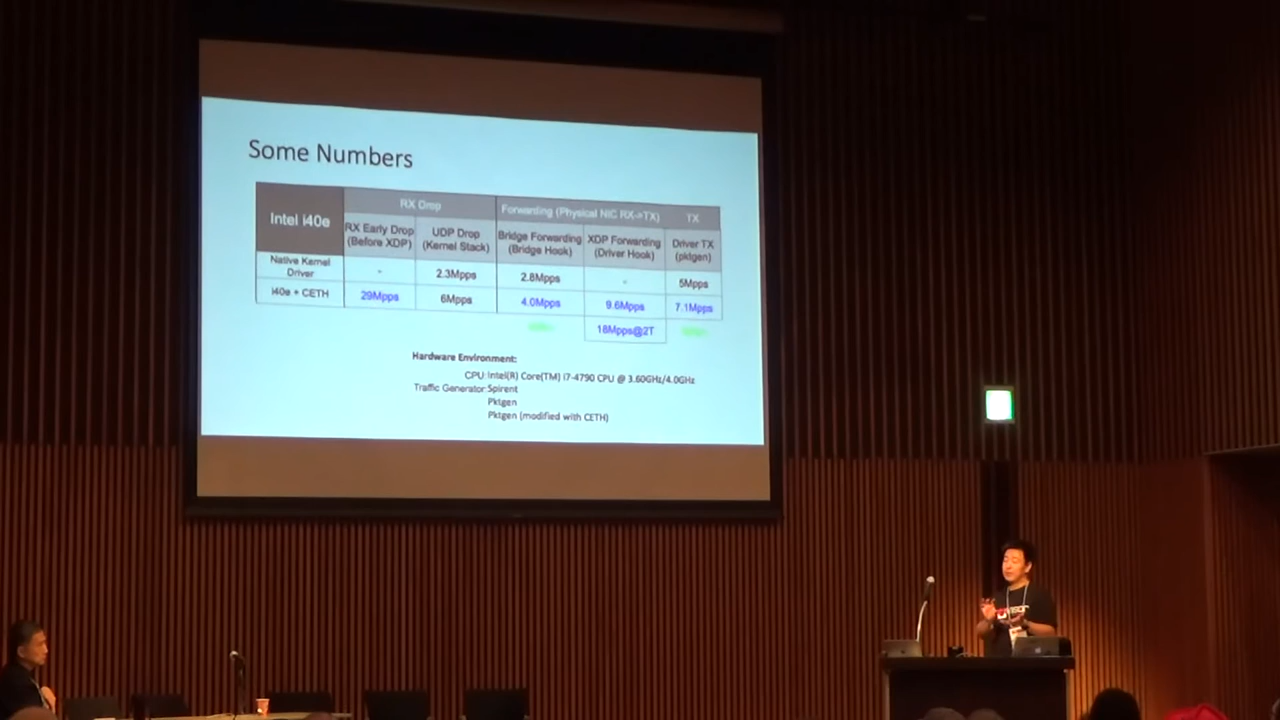 Some Numbers
Intel i40e
RX Drop
Forwarding (Physical NIC RX->TX)
TX
RX Early Drop
(Before XDP)
UDP Drop
(Kernel Stack)
Bridge Forwarding
(Bridge Hook)
XDP Forwarding
(Driver Hook)
Driver TX
(pktgen)
Native Kernel
Driver
-
2.3Mpps
2.8Mpps
-
5Mpps
i40e + CETH
29Mpps
6Mpps
4.0Mpps
9.6Mpps
7.1Mpps
18Mpps@2T
Hardware Environment:
CPU:Intel(R) Core(TM) i7-4790 CPU @ 3.60GHz/4.0GHz
Traffic Generator:Spirent
Pktgen
Pktgen (modified with CETH)